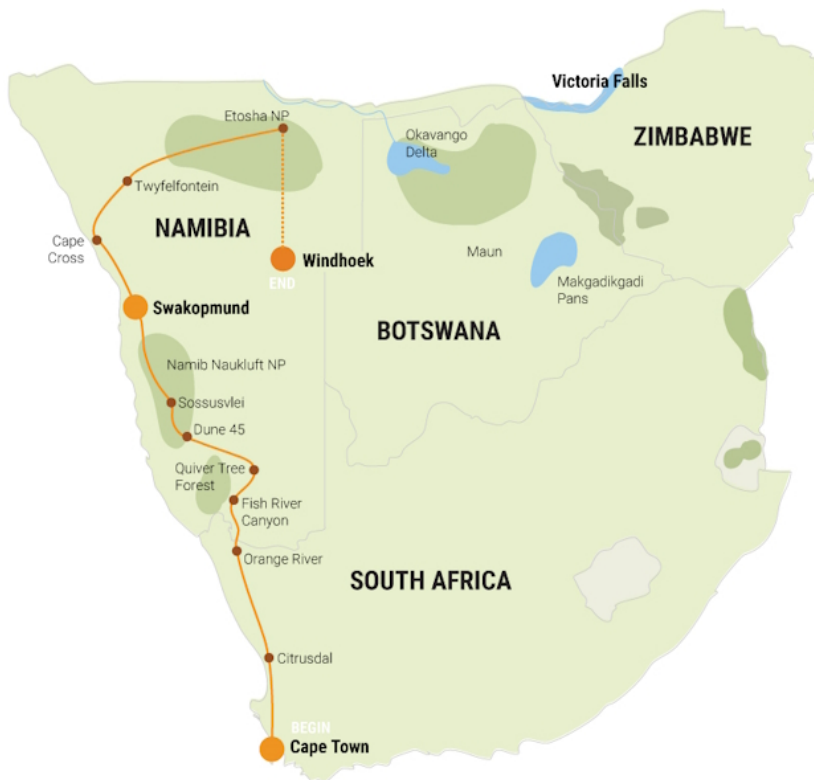 Victoria Falls
Etosha NP
Okavango
Delta
ZIMBABWE
Twyfelfontein
NAMIBIA
Cape
Cross
Windhoek
END
Maun
Makgadikgadi
Pans
Swakopmund
BOTSWANA
Namib Naukluft NP
Sossusvlei
Dune 45
Quiver Tree
Forest
Fish River
Canyon
Orange River
SOUTH AFRICA
Citrusdal
BEGIN
Cape Town